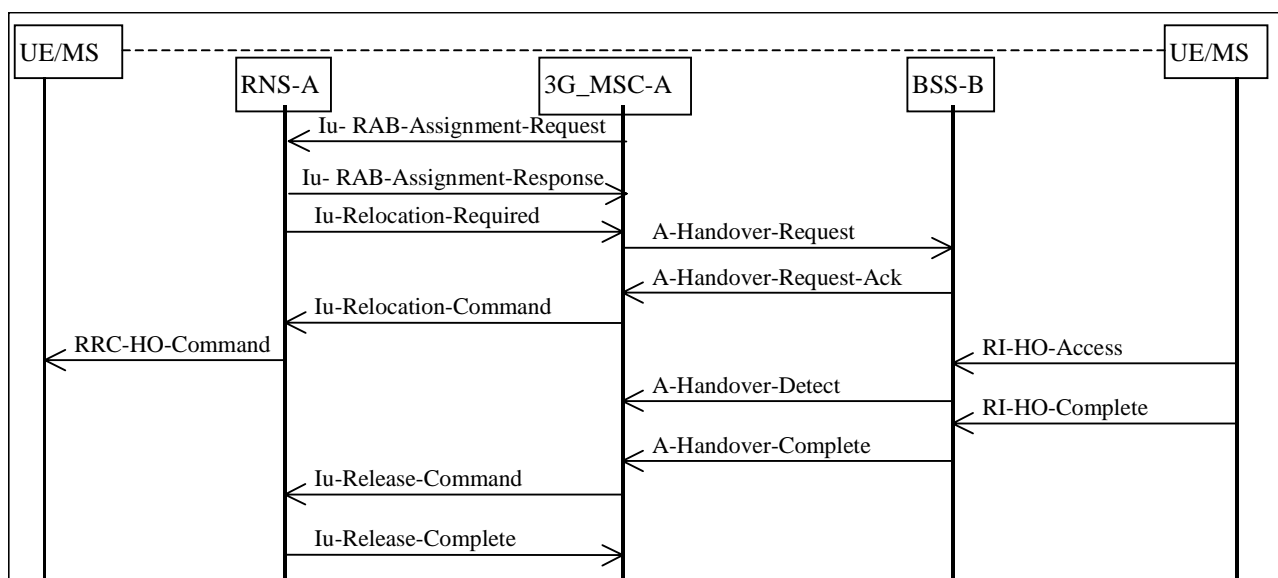 UE/MS
UE/MS
RNS-A
3G_MSC-A
BSS-B
Iu- RAB-Assignment-Request
Iu- RAB-Assignment-Response
Iu-Relocation-Required
A-Handover-Request
A-Handover-Request-Ack
Iu-Relocation-Command
RRC-HO-Command
RI-HO-Access
A-Handover-Detect
RI-HO-Complete
A-Handover-Complete
Iu-Release-Command
Iu-Release-Complete